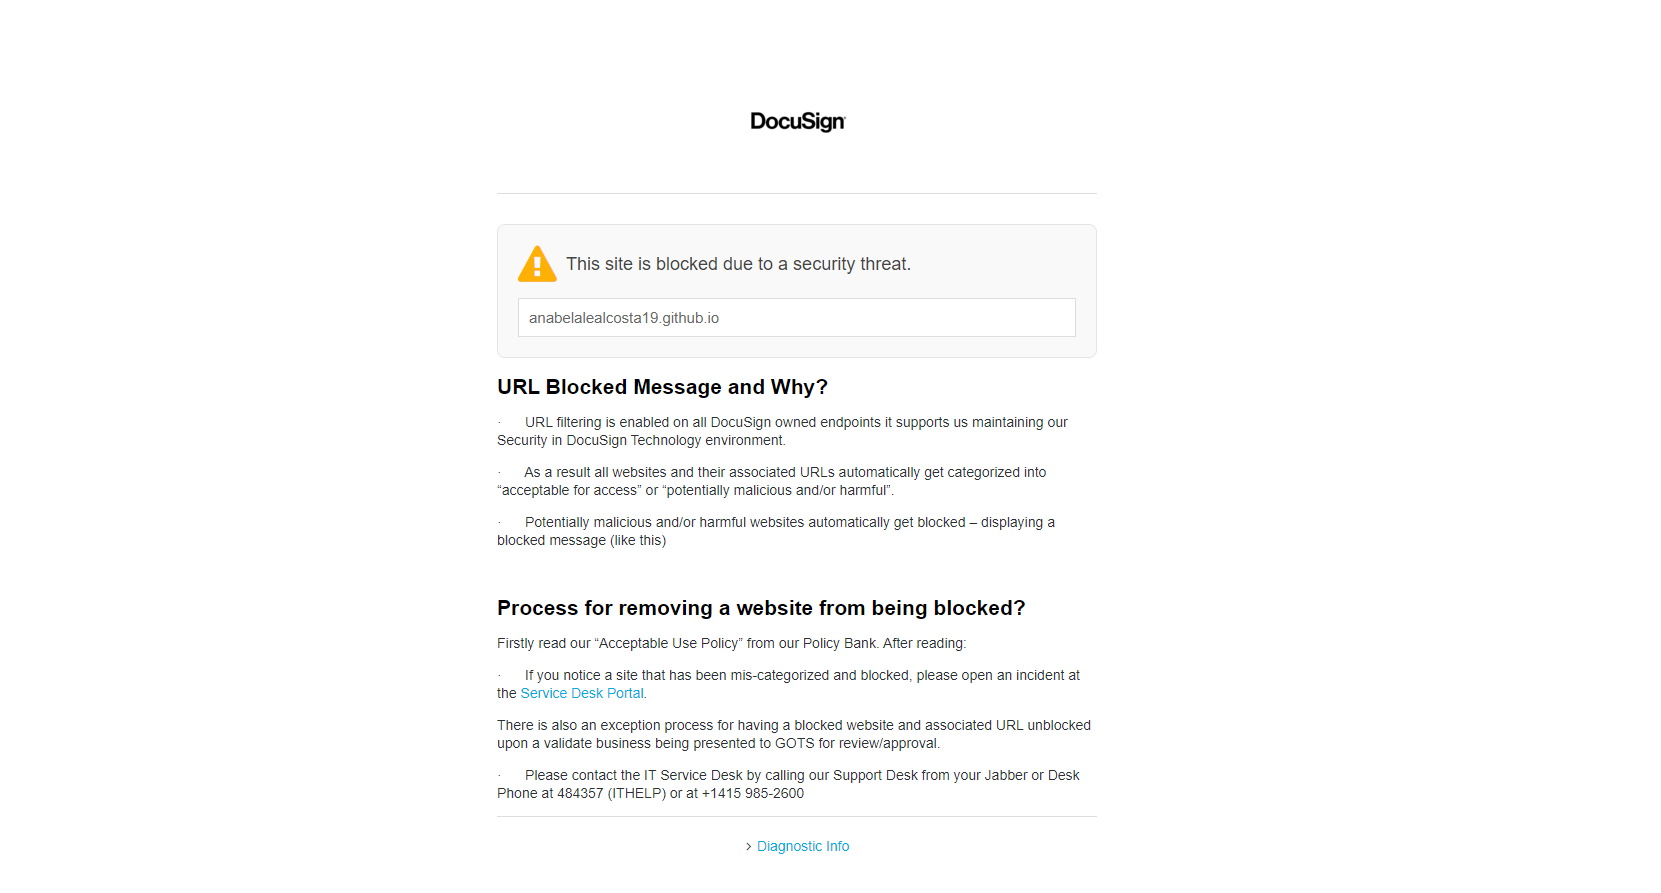 DocuSign
This site is blocked due to a security threat.
anabelalealcosta19.github.io
URL Blocked Message and Why?
· URL filtering is enabled on all DocuSign owned endpoints it supports us maintaining our
Security in DocuSign Technology environment.
· As a result all websites and their associated URLs automatically get categorized into
“acceptable for access” or “potentially malicious and/or harmful”.
· Potentially malicious and/or harmful websites automatically get blocked – displaying a
blocked message (like this)
Process for removing a website from being blocked?
Firstly read our “Acceptable Use Policy” from our Policy Bank. After reading:
· If you notice a site that has been mis-categorized and blocked, please open an incident at
the Service Desk Portal.
There is also an exception process for having a blocked website and associated URL unblocked
upon a validate business being presented to GOTS for review/approval.
· Please contact the IT Service Desk by calling our Support Desk from your Jabber or Desk
Phone at 484357 (ITHELP) or at +1415 985-2600
> Diagnostic Info